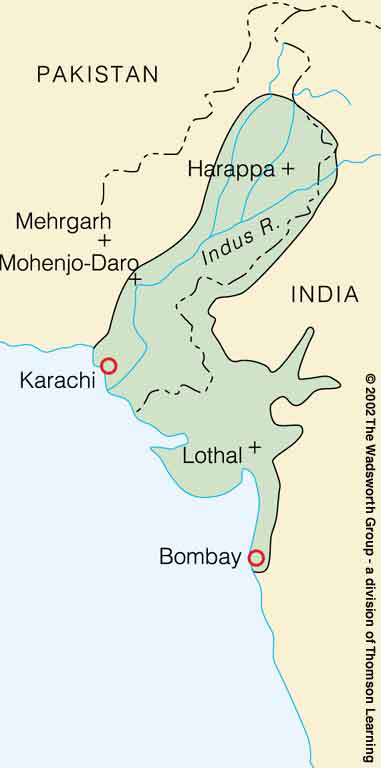 PAKISTAN
Harappa
Mehrgarh
Indus R.
Mohenjo-Daro
INDIA
Karachi
Lothal
Bombay
© 2002 The Wadsworth Group - a division of Thomson Learning